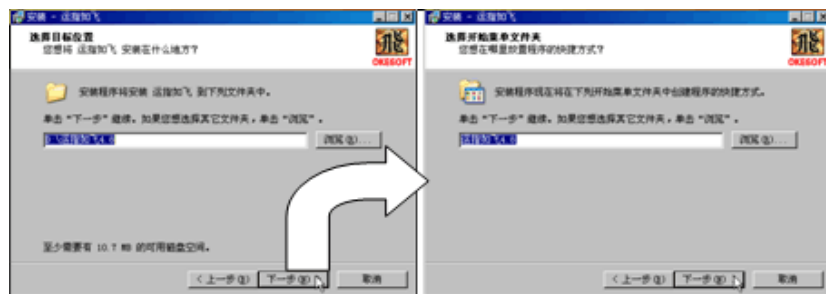 安装 - 运指如飞
选择目标位置
您想将 运指如飞 安装在什么地方？
飛
OKESOFT
安装程序将安装 运指如飞 到下列文件夹中。
单击“下一步”继续。如果您想选择其它文件夹，单击“浏览”。
浏览(R)...
至少需要有 10.7 MB 的可用磁盘空间。
<上一步(B)
下一步(N)>
取消
安装 - 运指如飞
选择开始菜单文件夹
您想在哪里放置程序的快捷方式？
飛
OKESOFT
安装程序现在将在下列开始菜单文件夹中创建程序的快捷方式。
单击“下一步”继续。如果您想选择其它文件夹，单击“浏览”。
运指如飞4.0
浏览(R)...
<上一步(B)
下一步(N)>
取消